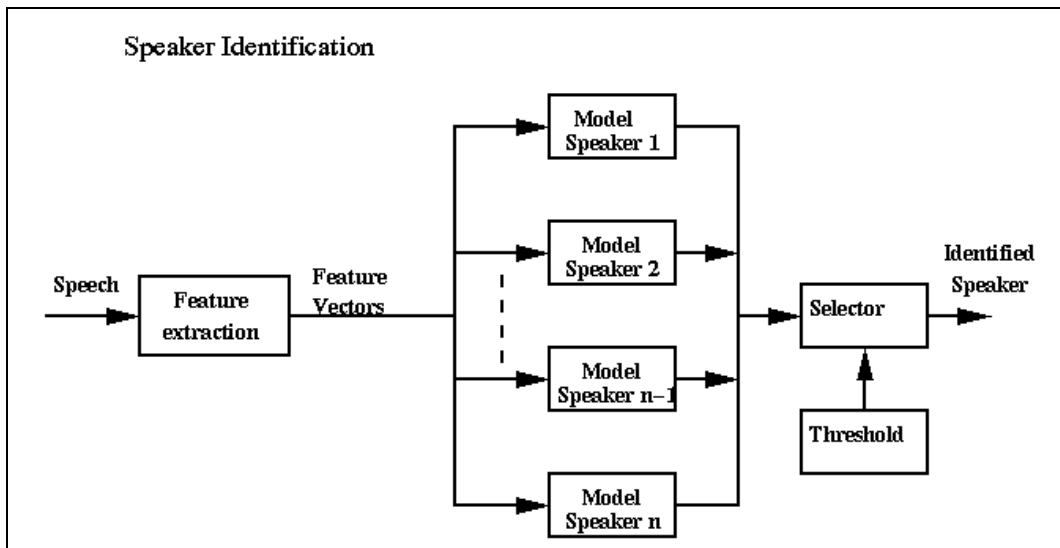 Speaker Identification
Model
Speaker 1
Model
Speaker 2
Identified
Speaker
Speech
Feature
Vectors
Feature
extraction
Selector
Model
Speaker n-1
Threshold
Model
Speaker n